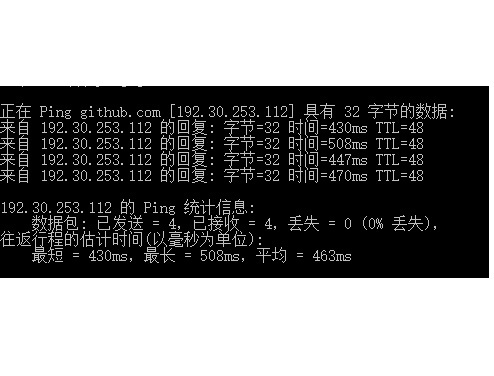 正在 Ping github.com [192.30.253.112] 具有 32 字节的数据:
来自 192.30.253.112 的回复: 字节=32 时间=430ms TTL=48
来自 192.30.253.112 的回复: 字节=32 时间=508ms TTL=48
来自 192.30.253.112 的回复: 字节=32 时间=447ms TTL=48
来自 192.30.253.112 的回复: 字节=32 时间=470ms TTL=48
192.30.253.112 的 Ping 统计信息:
数据包: 已发送 = 4，已接收 = 4，丢失 = 0 (0% 丢失)，
往返行程的估计时间(以毫秒为单位):
最短 = 430ms，最长 = 508ms，平均 = 463ms